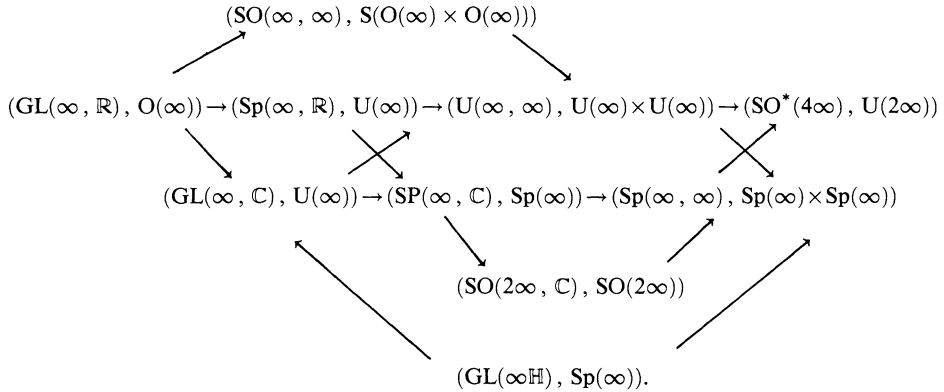 (SO(∞, ∞), S(O(∞) × O(∞)))
(GL(∞, ℝ), O(∞)) → (Sp(∞, ℝ), U(∞)) → (U(∞, ∞), U(∞)×U(∞)) → (SO*(4∞), U(2∞))
(GL(∞, ℂ), U(∞)) → (SP(∞, ℂ), Sp(∞)) → (Sp(∞, ∞), Sp(∞)×Sp(∞))
(SO(2∞, ℂ), SO(2∞))
(GL(∞ℍ), Sp(∞)).